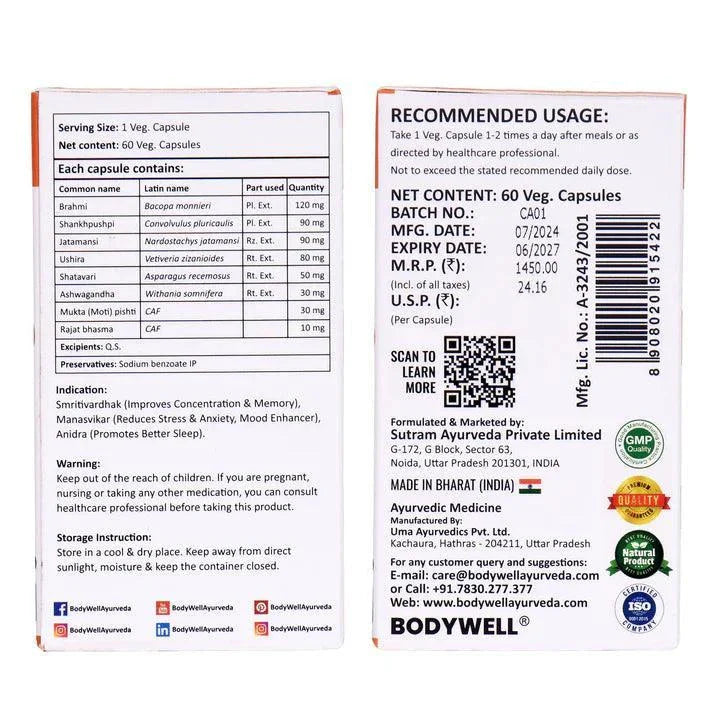 Serving Size: 1 Veg. Capsule
Net content: 60 Veg. Capsules
Each capsule contains:
Common name Latin name Part used Quantity
Brahmi Bacopa monnieri Pl. Ext. 120 mg
Shankhpushpi Convolvulus pluricaulis Pl. Ext. 90 mg
Jatamansi Nardostachys jatamansi Rz. Ext. 90 mg
Ushira Vetiveria zizanioides Rt. Ext. 80 mg
Shatavari Asparagus recemosus Rt. Ext. 50 mg
Ashwagandha Withania somnifera Rt. Ext. 30 mg
Mukta (Moti) pishti CAF 30 mg
Rajat bhasma CAF 10 mg
Excipients: Q.S.
Preservatives: Sodium benzoate IP
Indication:
Smritivardhak (Improves Concentration & Memory),
Manasvikar (Reduces Stress & Anxiety, Mood Enhancer),
Anidra (Promotes Better Sleep).
Warning:
Keep out of the reach of children. If you are pregnant,
nursing or taking any other medication, you can consult
healthcare professional before taking this product.
Storage Instruction:
Store in a cool & dry place. Keep away from direct
sunlight, moisture & keep the container closed.
BodyWellAyurveda BodyWellAyurveda BodyWellAyurveda
BodyWellAyurveda BodyWellAyurveda BodyWellAyurveda
RECOMMENDED USAGE:
Take 1 Veg. Capsule 1-2 times a day after meals or as
directed by healthcare professional.
Not to exceed the stated recommended daily dose.
NET CONTENT: 60 Veg. Capsules
BATCH NO.: CA01
MFG. DATE: 07/2024
EXPIRY DATE: 06/2027
M.R.P. (₹): 1450.00
(Incl. of all taxes) 24.16
U.S.P. (₹):
(Per Capsule)
Mfg. Lic. No.: A-3243/2001
8 908020 915422
SCAN TO
LEARN
MORE
Formulated & Marketed by:
Sutram Ayurveda Private Limited
G-172, G Block, Sector 63,
Noida, Uttar Pradesh 201301, INDIA
MADE IN BHARAT (INDIA)
Ayurvedic Medicine
Manufactured By:
Uma Ayurvedics Pvt. Ltd.
Kachaura, Hathras - 204211, Uttar Pradesh
For any customer query and suggestions:
E-mail: care@bodywellayurveda.com
or Call: +91.7830.277.377
Web: www.bodywellayurveda.com
BODYWELL®
GMP
Quality
PREMIUM
QUALITY
GUARANTEED
Natural
Product
CERTIFIED
ISO
COMPANY